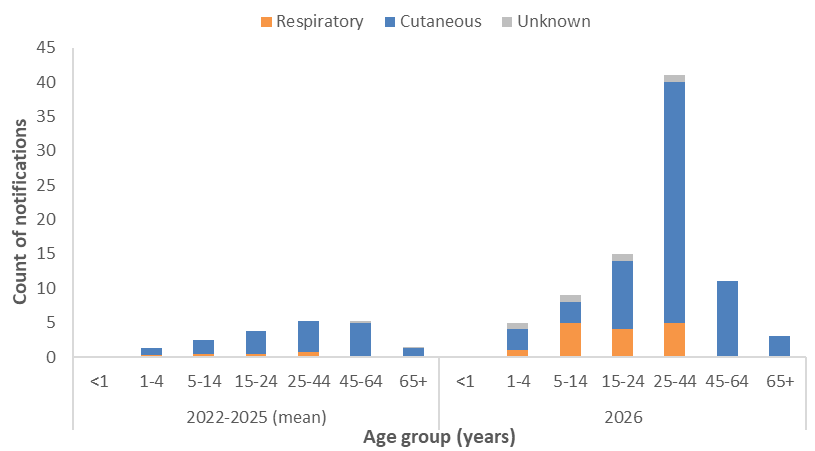 Respiratory Cutaneous Unknown
45
40
35
30
25
20
15
10
5
0
Count of notifications
<1 1-4 5-14 15-24 25-44 45-64 65+ <1 1-4 5-14 15-24 25-44 45-64 65+
2022-2025 (mean) 2026
Age group (years)